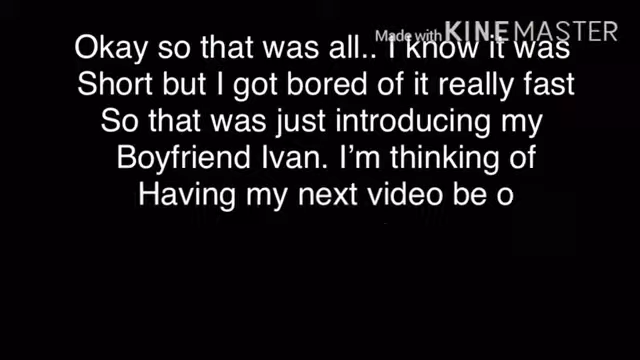 Made with KINEMASTER
Okay so that was all.. I know it was
Short but I got bored of it really fast
So that was just introducing my
Boyfriend Ivan. I'm thinking of
Having my next video be o